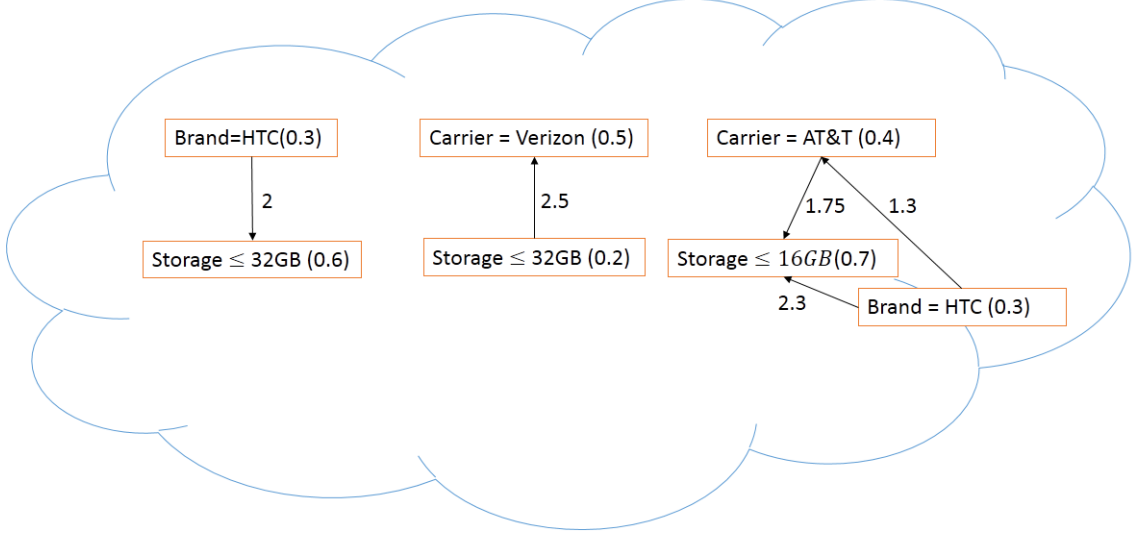 Brand=HTC(0.3)
Carrier = Verizon (0.5)
Carrier = AT&T (0.4)
2
2.5
1.75
1.3
Storage ≤ 32GB (0.6)
Storage ≤ 32GB (0.2)
Storage ≤ 16GB(0.7)
2.3
Brand = HTC (0.3)